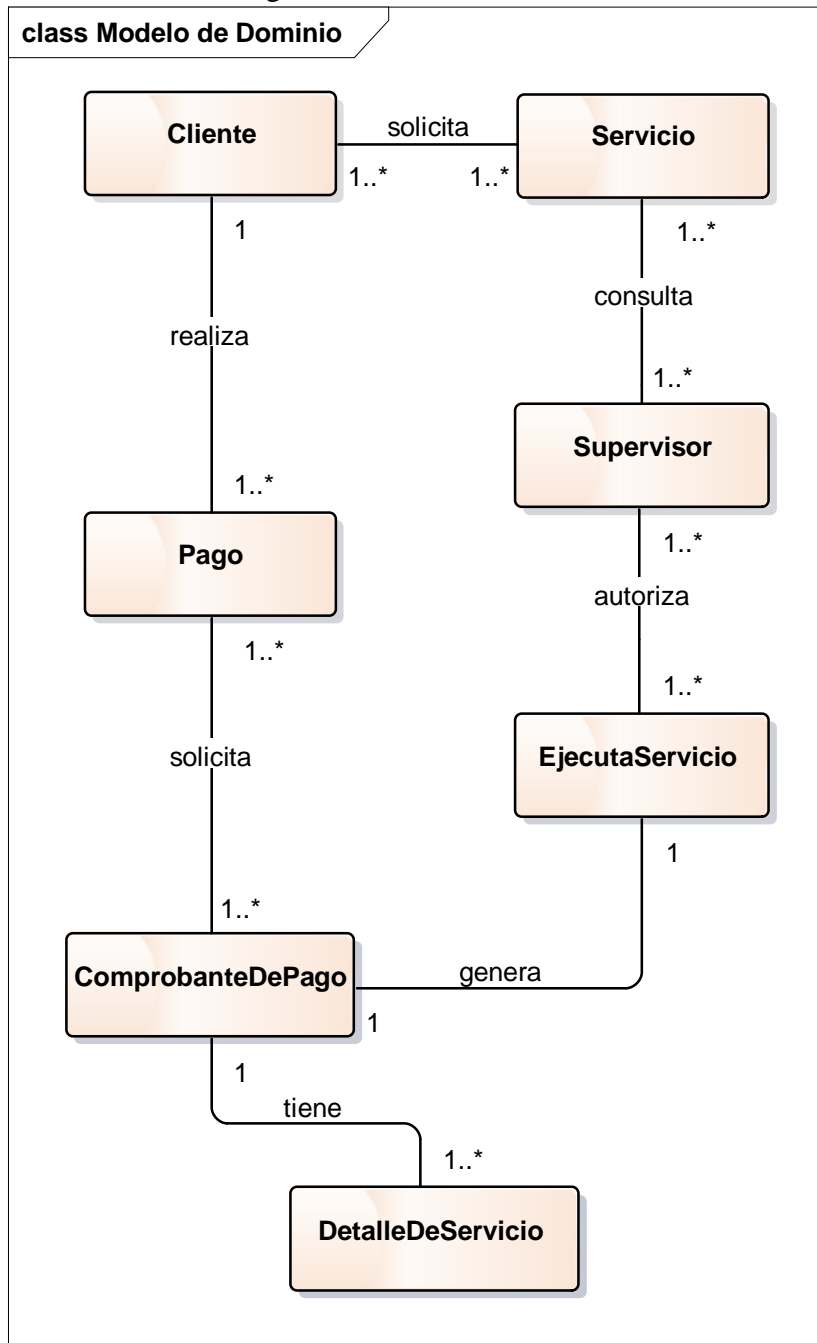 class Modelo de Dominio
Cliente
solicita
Servicio
1..*
1..*
1
1..*
realiza
consulta
1..*
Supervisor
1..*
Pago
1..*
autoriza
1..*
1..*
solicita
EjecutaServicio
1
1..*
ComprobanteDePago
genera
1
1
tiene
1..*
DetalleDeServicio